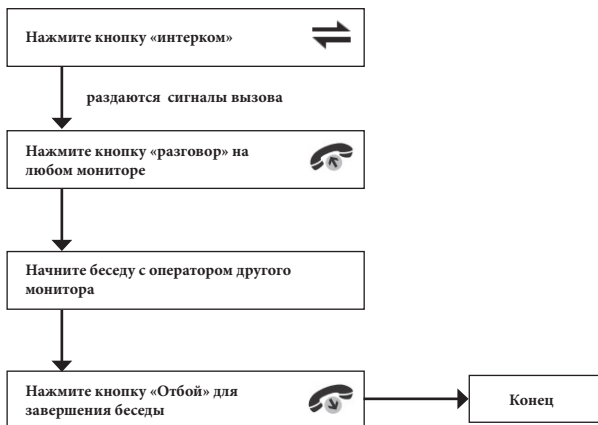 Нажмите кнопку «интерком»
раздаются сигналы вызова
Нажмите кнопку «разговор» на
любом мониторе
Начните беседу с оператором другого
монитора
Нажмите кнопку «Отбой» для
завершения беседы
Конец